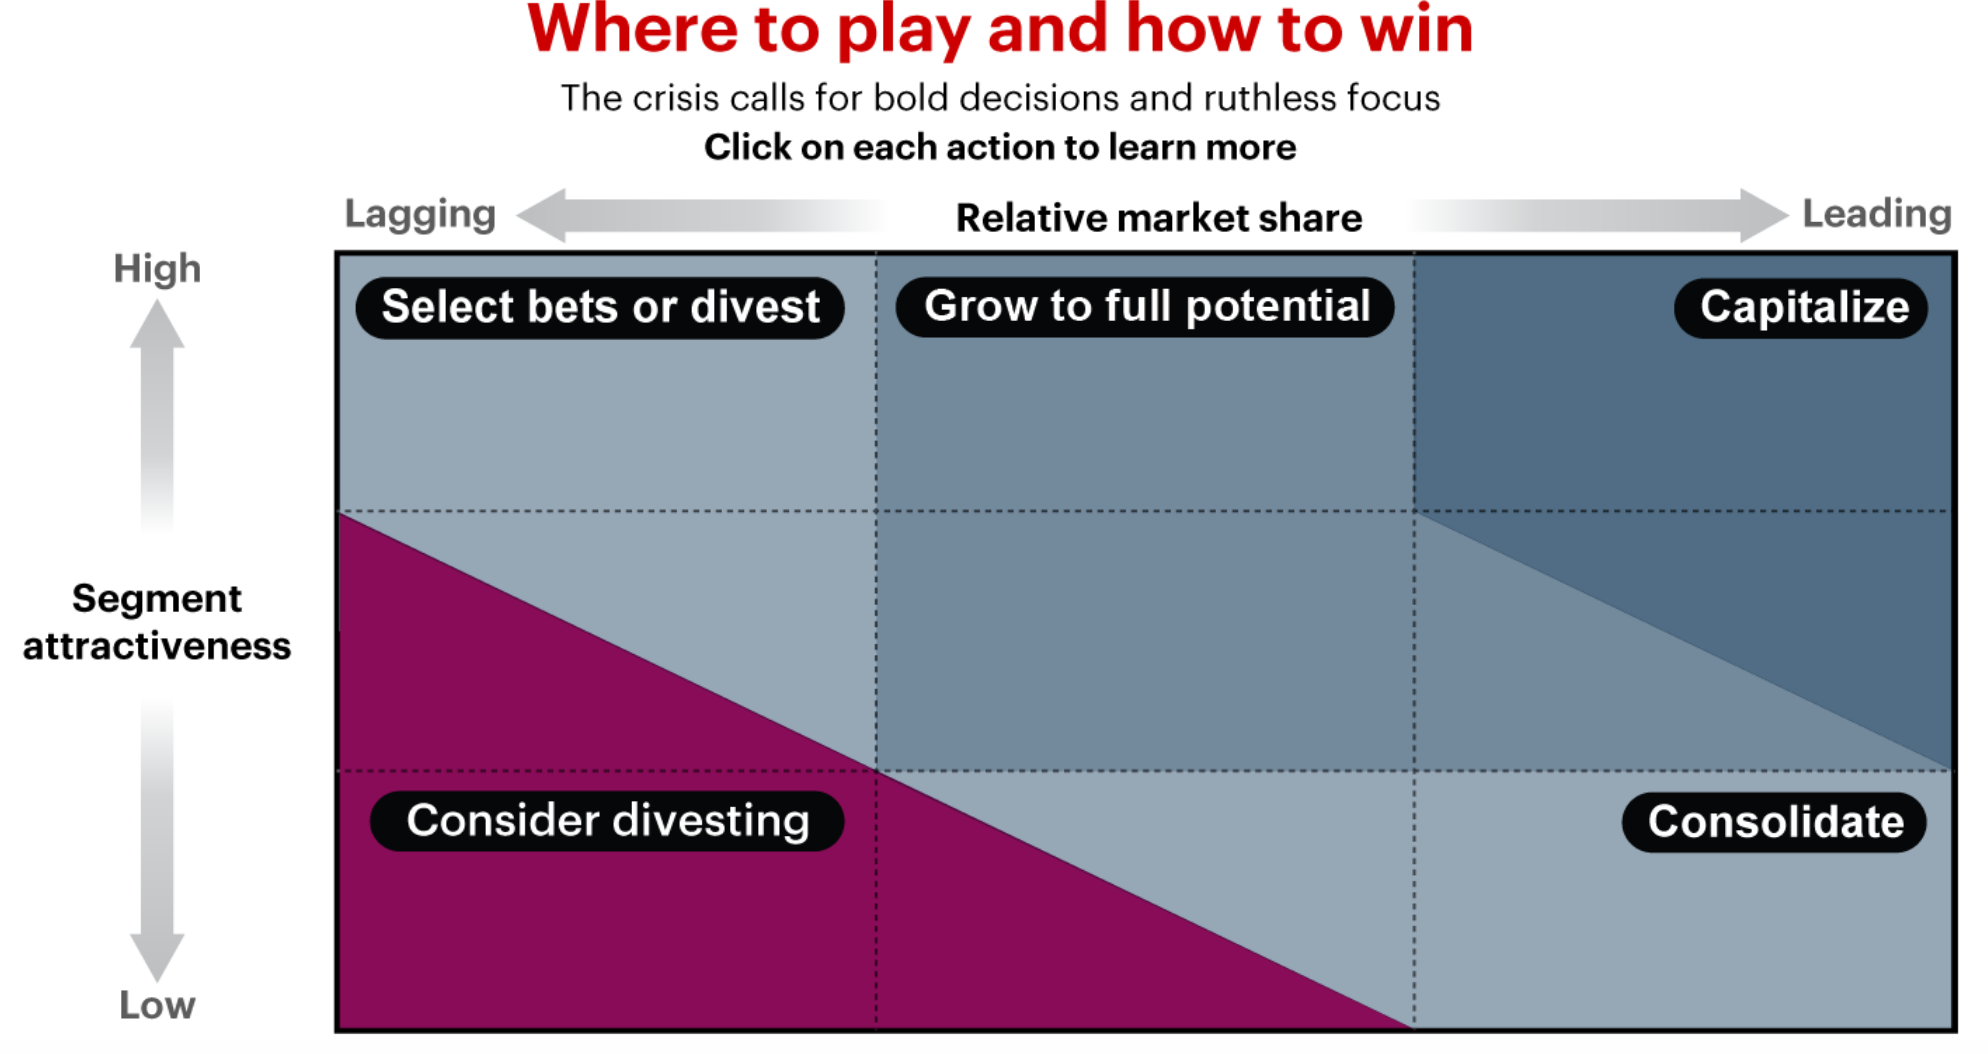 Where to play and how to win
The crisis calls for bold decisions and ruthless focus
Click on each action to learn more
Lagging
Relative market share
Leading
High
Select bets or divest
Grow to full potential
Capitalize
Segment
attractiveness
Consider divesting
Consolidate
Low